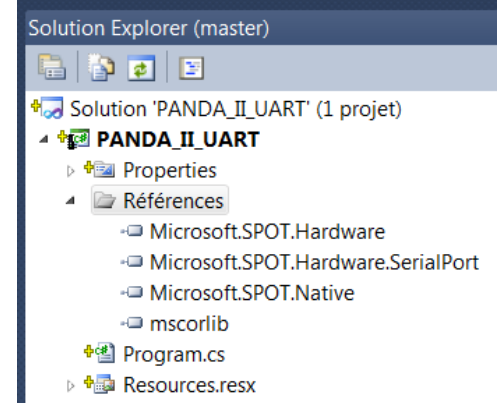 Solution Explorer (master)
Solution 'PANDA_II_UART' (1 projet)
PANDA_II_UART
Properties
Références
Microsoft.SPOT.Hardware
Microsoft.SPOT.Hardware.SerialPort
Microsoft.SPOT.Native
mscorlib
Program.cs
Resources.resx